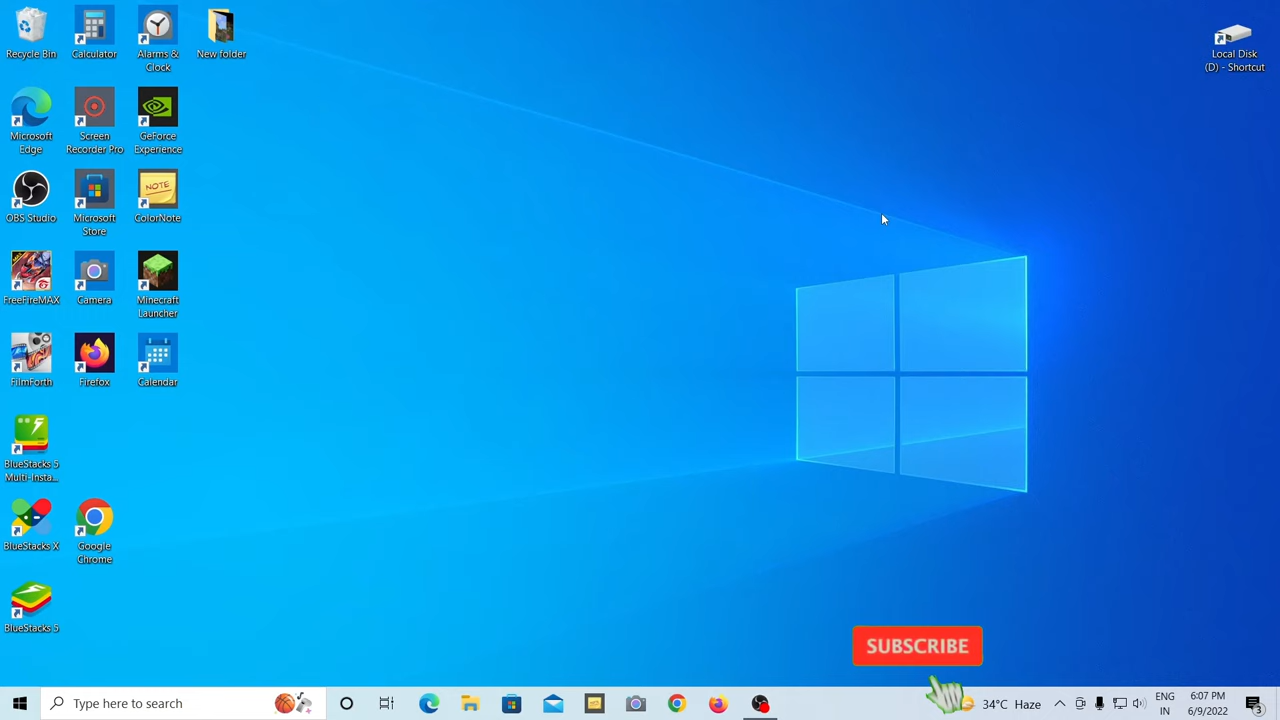 Recycle Bin
Calculator
Alarms &
Clock
New folder
Local Disk
(D) - Shortcut
Microsoft
Edge
Screen
Recorder Pro
GeForce
Experience
OBS Studio
Microsoft
Store
NOTE
ColorNote
FreeFireMAX
Camera
Minecraft
Launcher
FilmForth
Firefox
Calendar
BlueStacks 5
Multi-Insta...
BlueStacks X
Google
Chrome
BlueStacks 5
SUBSCRIBE
Type here to search
34°C Haze
ENG
IN
6:07 PM
6/9/2022
3